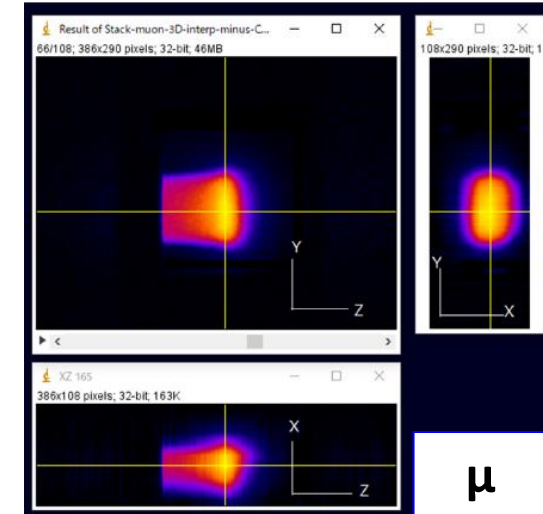 Result of Stack-muon-3D-interp-minus-C...
66/108; 386x290 pixels; 32-bit; 46MB
Y
Z
108x290 pixels; 32-bit; 1
Y
X
XZ 165
386x108 pixels; 32-bit; 163K
X
Z
μ